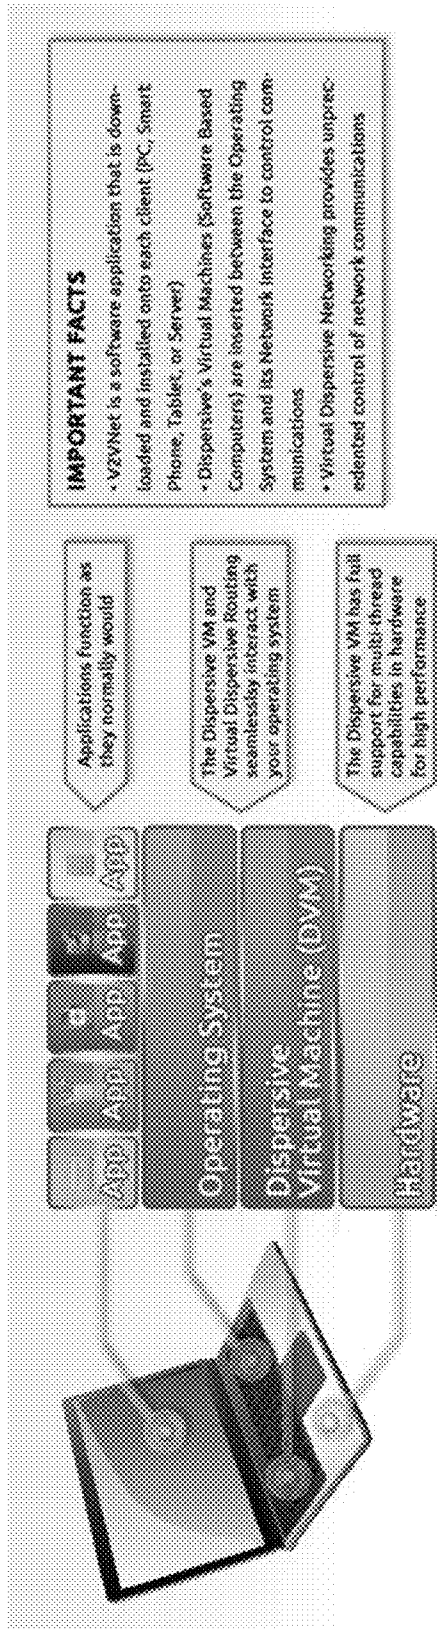 App
App
App
App
App
Operating System
Dispersive
Virtual Machine (DVM)
Hardware
Applications function as
they normally would
The Dispersive VM and
Virtual Dispersive Routing
seamlesslsy interact with
your operating system
The Dispersive VM has full
support for multi-thread
capabilities in hardware
for high performance
IMPORTANT FACTS
• V2VNet is a software application that is down-
loaded and installed onto each client (PC, Smart
Phone, Tablet, or Server)
• Dispersive's Virtual Machines (Software Based
Computers) are inserted between the Operating
System and its Network Interface to control com-
munications
• Virtual Dispersive Networking provides unprec-
edented control of network communications